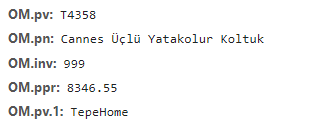 OM.pv: T4358
OM.pn: Cannes Üçlü Yatakolur Koltuk
OM.inv: 999
OM.ppr: 8346.55
OM.pv.1: TepeHome